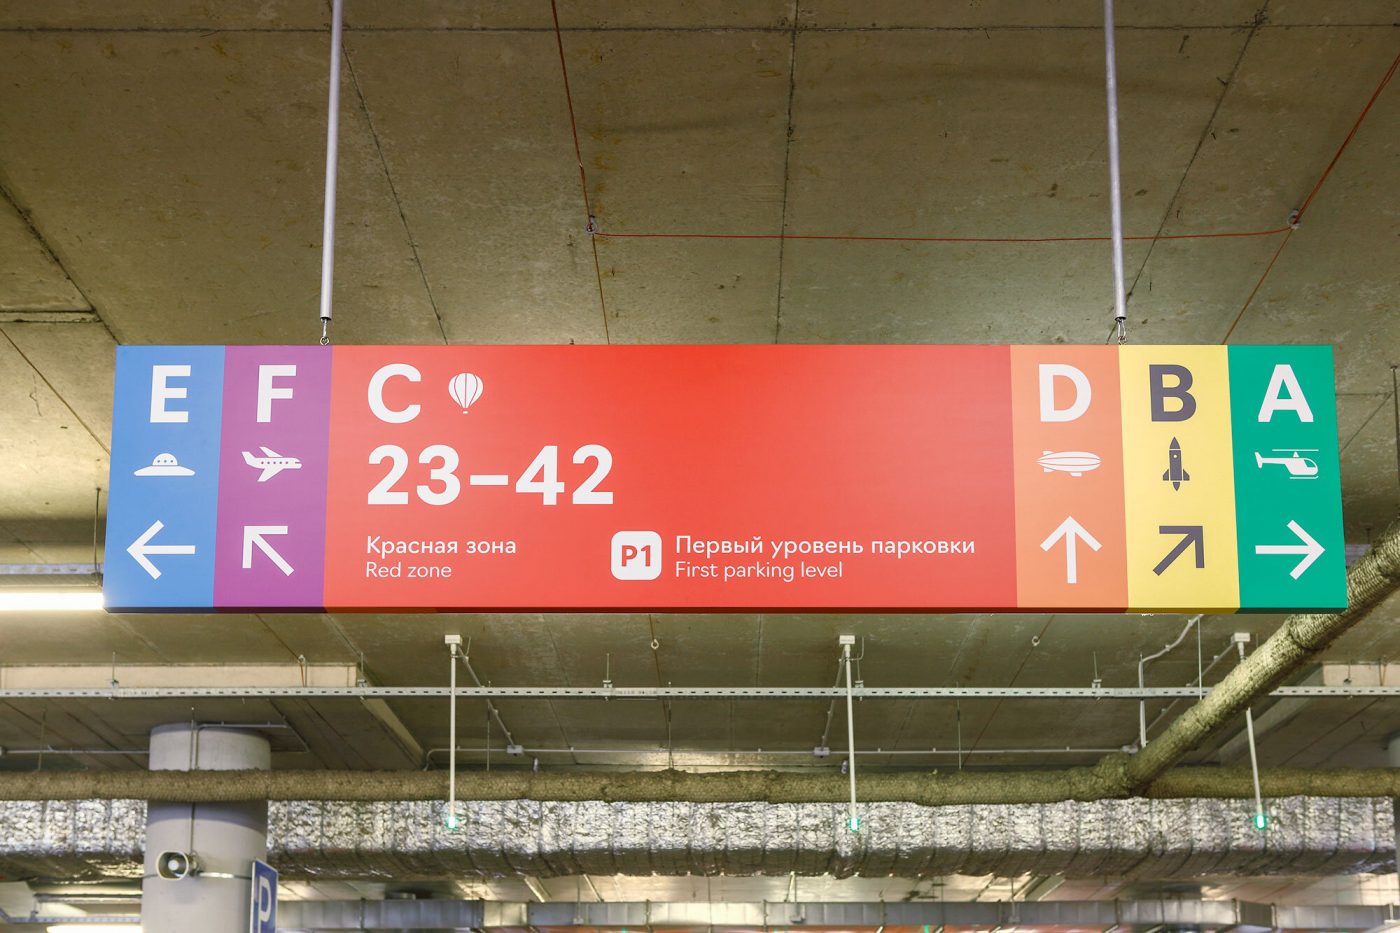 E
F
C
23–42
Красная зона
Red zone
P1
Первый уровень парковки
First parking level
D
B
A
P